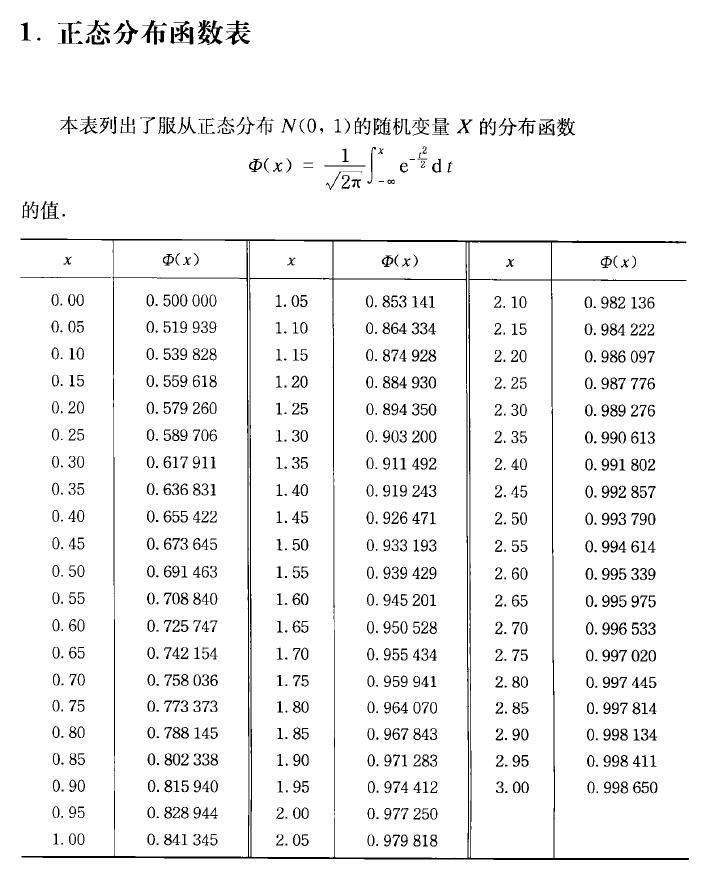 1. 正态分布函数表
本表列出了服从正态分布 N(0, 1)的随机变量 X 的分布函数
Φ(x) = \frac{1}{\sqrt{2π}} \int_{-∞}^{x} e^{-\frac{t^2}{2}} d t
的值.
x Φ(x) x Φ(x) x Φ(x)
0.00 0.500 000 1.05 0.853 141 2.10 0.982 136
0.05 0.519 939 1.10 0.864 334 2.15 0.984 222
0.10 0.539 828 1.15 0.874 928 2.20 0.986 097
0.15 0.559 618 1.20 0.884 930 2.25 0.987 776
0.20 0.579 260 1.25 0.894 350 2.30 0.989 276
0.25 0.589 706 1.30 0.903 200 2.35 0.990 613
0.30 0.617 911 1.35 0.911 492 2.40 0.991 802
0.35 0.636 831 1.40 0.919 243 2.45 0.992 857
0.40 0.655 422 1.45 0.926 471 2.50 0.993 790
0.45 0.673 645 1.50 0.933 193 2.55 0.994 614
0.50 0.691 463 1.55 0.939 429 2.60 0.995 339
0.55 0.708 840 1.60 0.945 201 2.65 0.995 975
0.60 0.725 747 1.65 0.950 528 2.70 0.996 533
0.65 0.742 154 1.70 0.955 434 2.75 0.997 020
0.70 0.758 036 1.75 0.959 941 2.80 0.997 445
0.75 0.773 373 1.80 0.964 070 2.85 0.997 814
0.80 0.788 145 1.85 0.967 843 2.90 0.998 134
0.85 0.802 338 1.90 0.971 283 2.95 0.998 411
0.90 0.815 940 1.95 0.974 412 3.00 0.998 650
0.95 0.828 944 2.00 0.977 250
1.00 0.841 345 2.05 0.979 818